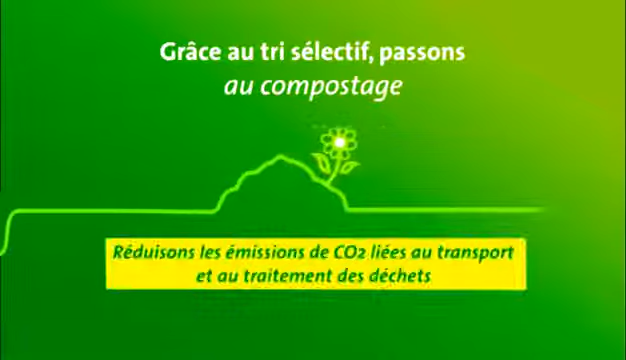 Grâce au tri sélectif, passons
au compostage
Réduisons les émissions de CO2 liées au transport
et au traitement des déchets